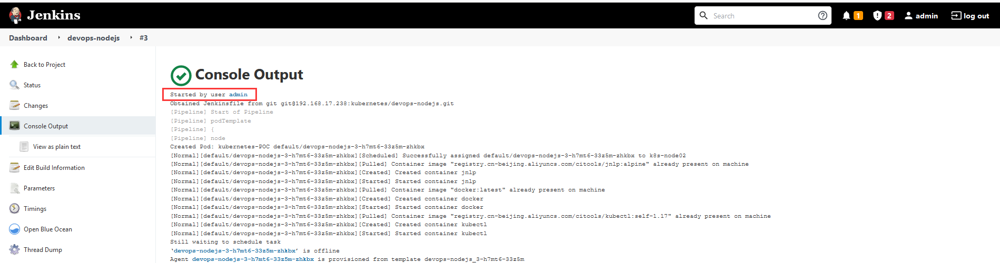 Jenkins
Search
1
2
admin
log out
Dashboard
devops-nodejs
#3
Back to Project
Status
Changes
Console Output
View as plain text
Edit Build Information
Parameters
Timings
Open Blue Ocean
Thread Dump
Console Output
Started by user admin
Obtained Jenkinsfile from git git@192.168.17.238:kubernetes/devops-nodejs.git
[Pipeline] Start of Pipeline
[Pipeline] podTemplate
[Pipeline] {
[Pipeline] node
Created Pod: kubernetes-POC default/devops-nodejs-3-h7mt6-33z5m-zhkbx
[Normal][default/devops-nodejs-3-h7mt6-33z5m-zhkbx][Scheduled] Successfully assigned default/devops-nodejs-3-h7mt6-33z5m-zhkbx to k8s-node02
[Normal][default/devops-nodejs-3-h7mt6-33z5m-zhkbx][Pulled] Container image "registry.cn-beijing.aliyuncs.com/citools/jnlp:alpine" already present on machine
[Normal][default/devops-nodejs-3-h7mt6-33z5m-zhkbx][Created] Created container jnlp
[Normal][default/devops-nodejs-3-h7mt6-33z5m-zhkbx][Started] Started container jnlp
[Normal][default/devops-nodejs-3-h7mt6-33z5m-zhkbx][Pulled] Container image "docker:latest" already present on machine
[Normal][default/devops-nodejs-3-h7mt6-33z5m-zhkbx][Created] Created container docker
[Normal][default/devops-nodejs-3-h7mt6-33z5m-zhkbx][Started] Started container docker
[Normal][default/devops-nodejs-3-h7mt6-33z5m-zhkbx][Pulled] Container image "registry.cn-beijing.aliyuncs.com/citools/kubectl:self-1.17" already present on machine
[Normal][default/devops-nodejs-3-h7mt6-33z5m-zhkbx][Created] Created container kubectl
[Normal][default/devops-nodejs-3-h7mt6-33z5m-zhkbx][Started] Started container kubectl
Still waiting to schedule task
‘devops-nodejs-3-h7mt6-33z5m-zhkbx’ is offline
Agent devops-nodejs-3-h7mt6-33z5m-zhkbx is provisioned from template devops-nodejs_3-h7mt6-33z5m